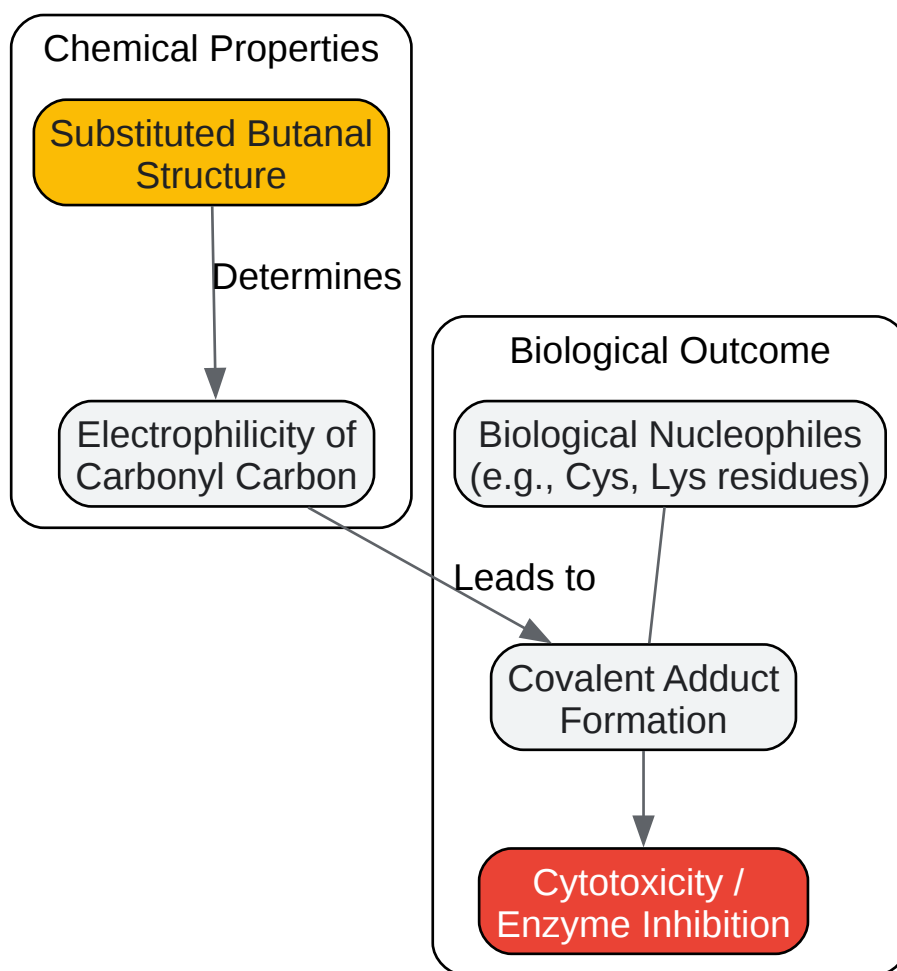 Chemical Properties
Substituted Butanal
Structure
Determines
Electrophilicity of
Carbonyl Carbon
Biological Outcome
Biological Nucleophiles
(e.g., Cys, Lys residues)
Leads to
Covalent Adduct
Formation
Cytotoxicity /
Enzyme Inhibition